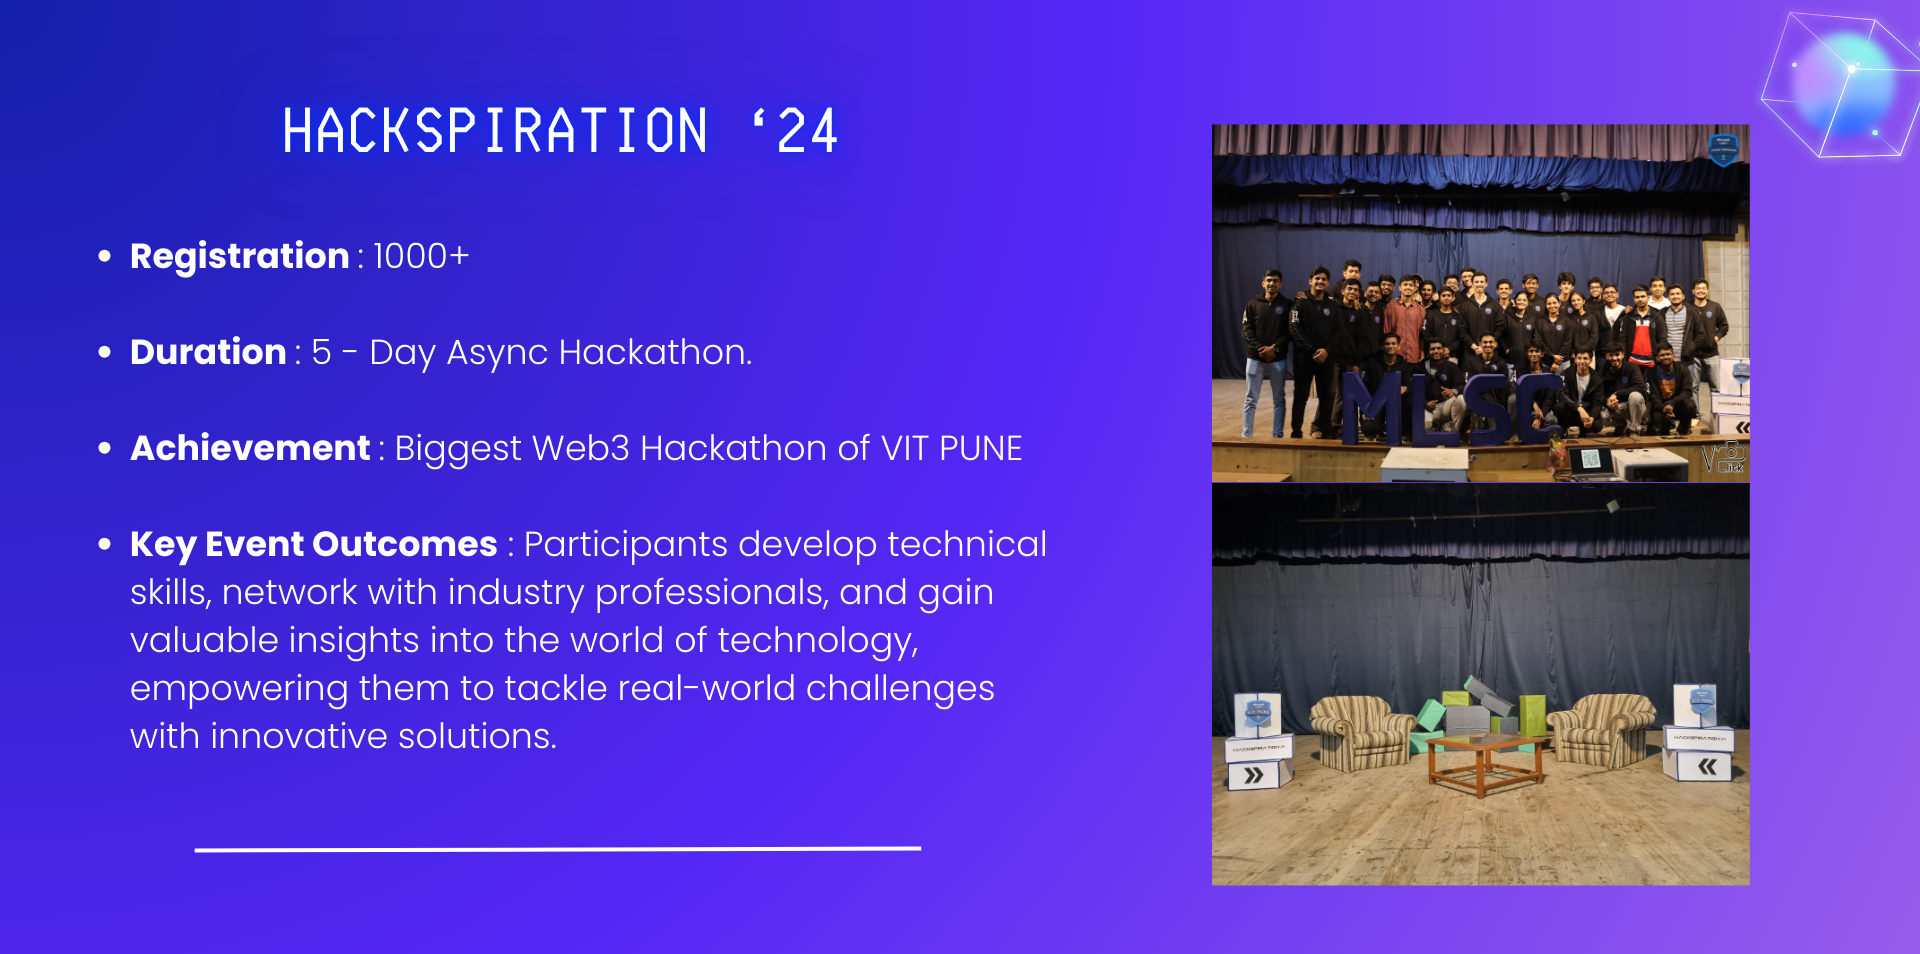 HACKSPIRATION ‘24
• Registration : 1000+
• Duration : 5 - Day Async Hackathon.
• Achievement : Biggest Web3 Hackathon of VIT PUNE
• Key Event Outcomes : Participants develop technical
skills, network with industry professionals, and gain
valuable insights into the world of technology,
empowering them to tackle real-world challenges
with innovative solutions.
MLSC